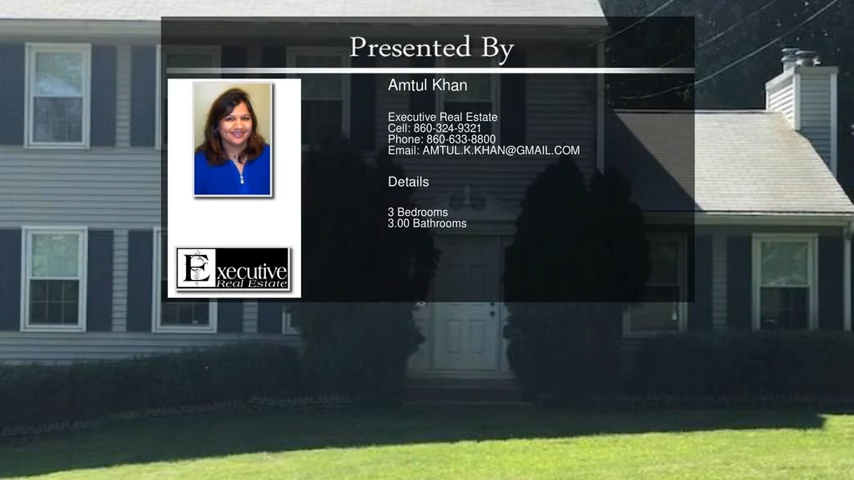 Presented By
Amtul Khan
Executive Real Estate
Cell: 860-324-9321
Phone: 860-633-8800
Email: AMTUL.K.KHAN@GMAIL.COM
Details
3 Bedrooms
3.00 Bathrooms
Executive
Real Estate